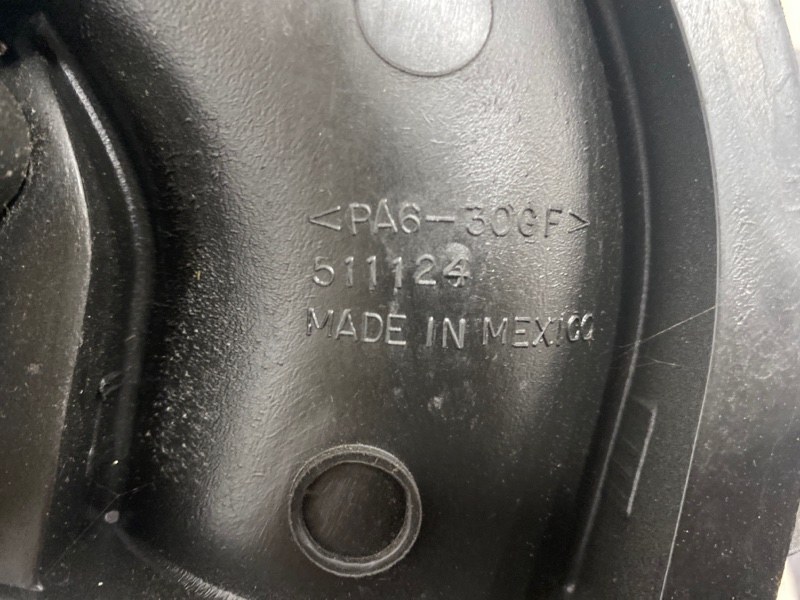 <PA6-30GF>
511124
MADE IN MEXICO